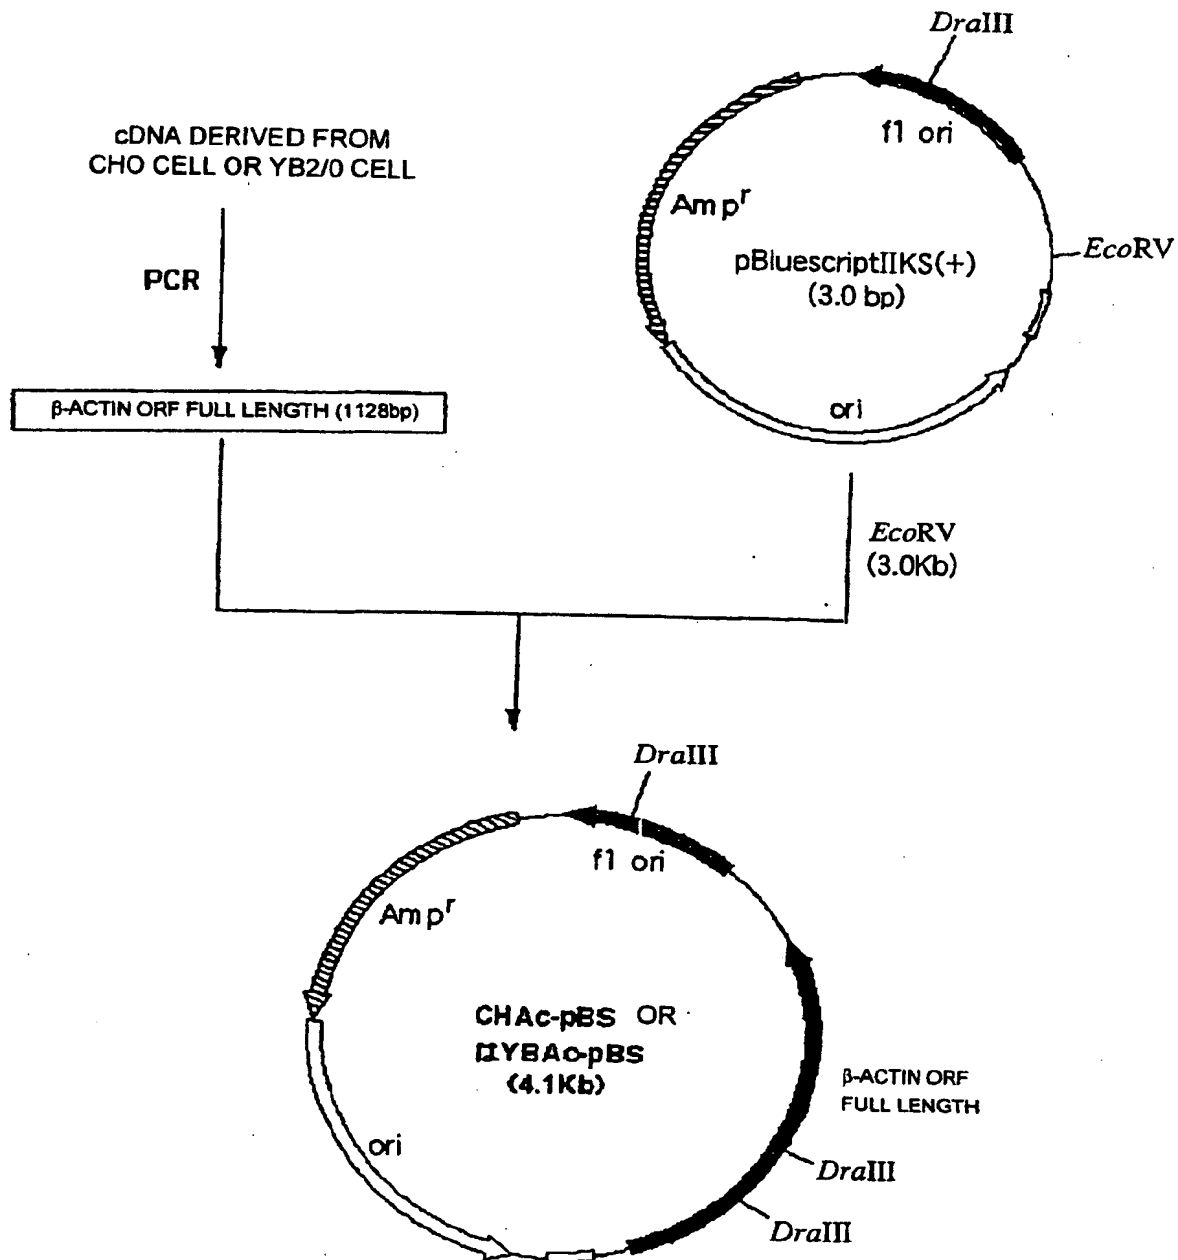 DraIII
cDNA DERIVED FROM
CHO CELL OR YB2/0 CELL
f1 ori
Ampr
EcoRV
pBluescriptIIKS(+)
(3.0 bp)
PCR
β-ACTIN ORF FULL LENGTH (1128bp)
ori
EcoRV
(3.0Kb)
DraIII
f1 ori
Ampr
CHAc-pBS OR
YBAc-pBS
(4.1Kb)
β-ACTIN ORF
FULL LENGTH
ori
DraIII
DraIII